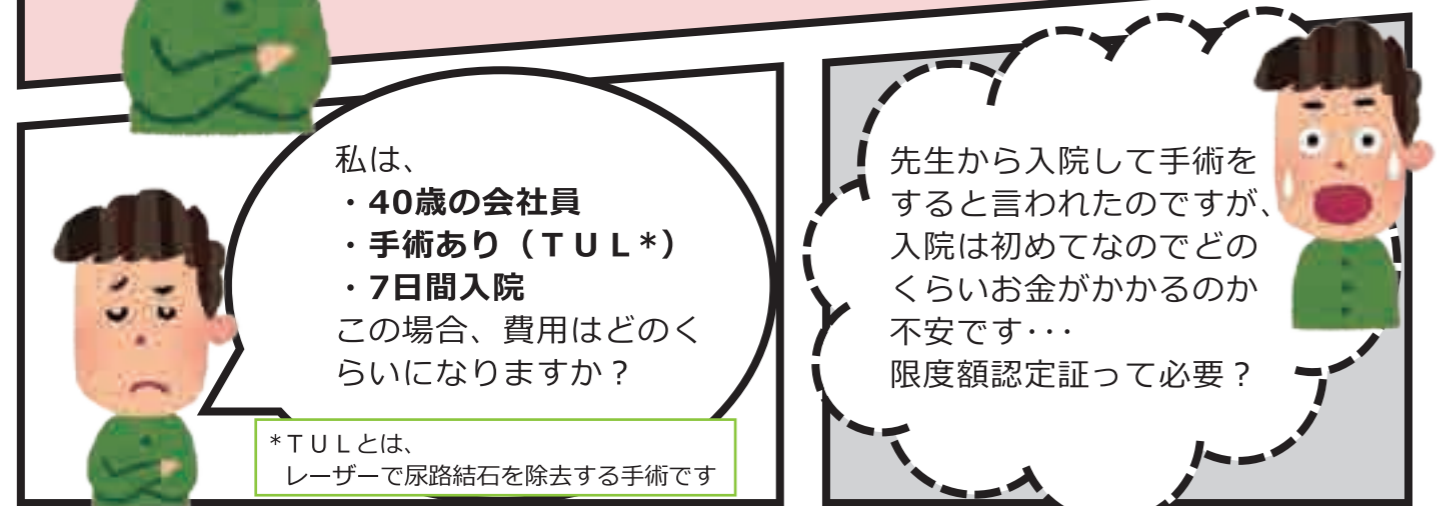 先生から入院して手術を
すると言われたのですが、
入院は初めてなのでどの
くらいお金がかかるのか
不安です･･･
限度額認定証って必要？
私は、
・40歳の会社員
・手術あり（ＴＵＬ*）
・7日間入院
この場合、費用はどのく
らいになりますか？
*ＴＵＬとは、
レーザーで尿路結石を除去する手術です